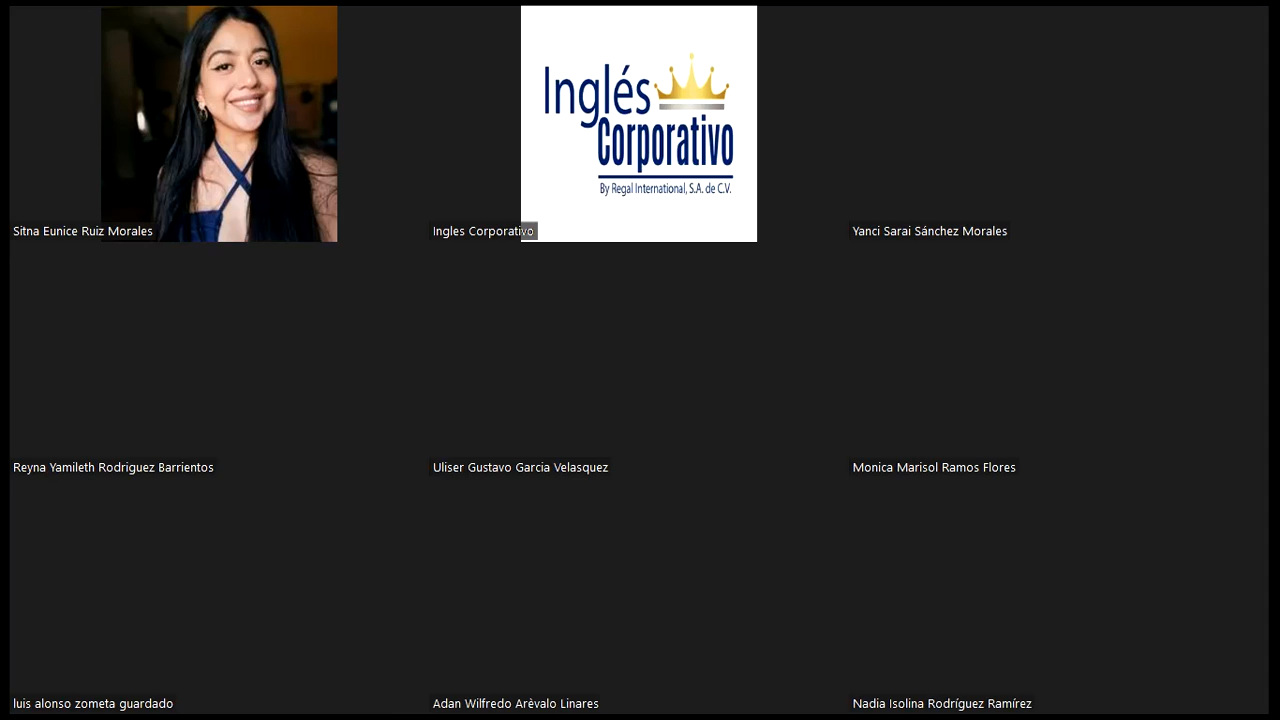 Inglés
Corporativo
By Regal International, S.A. de C.V.
Sitna Eunice Ruiz Morales
Ingles Corporativo
Yanci Sarai Sánchez Morales
Reyna Yamileth Rodriguez Barrientos
Uliser Gustavo Garcia Velasquez
Monica Marisol Ramos Flores
luis alonso zometa guardado
Adan Wilfredo Arèvalo Linares
Nadia Isolina Rodríguez Ramírez